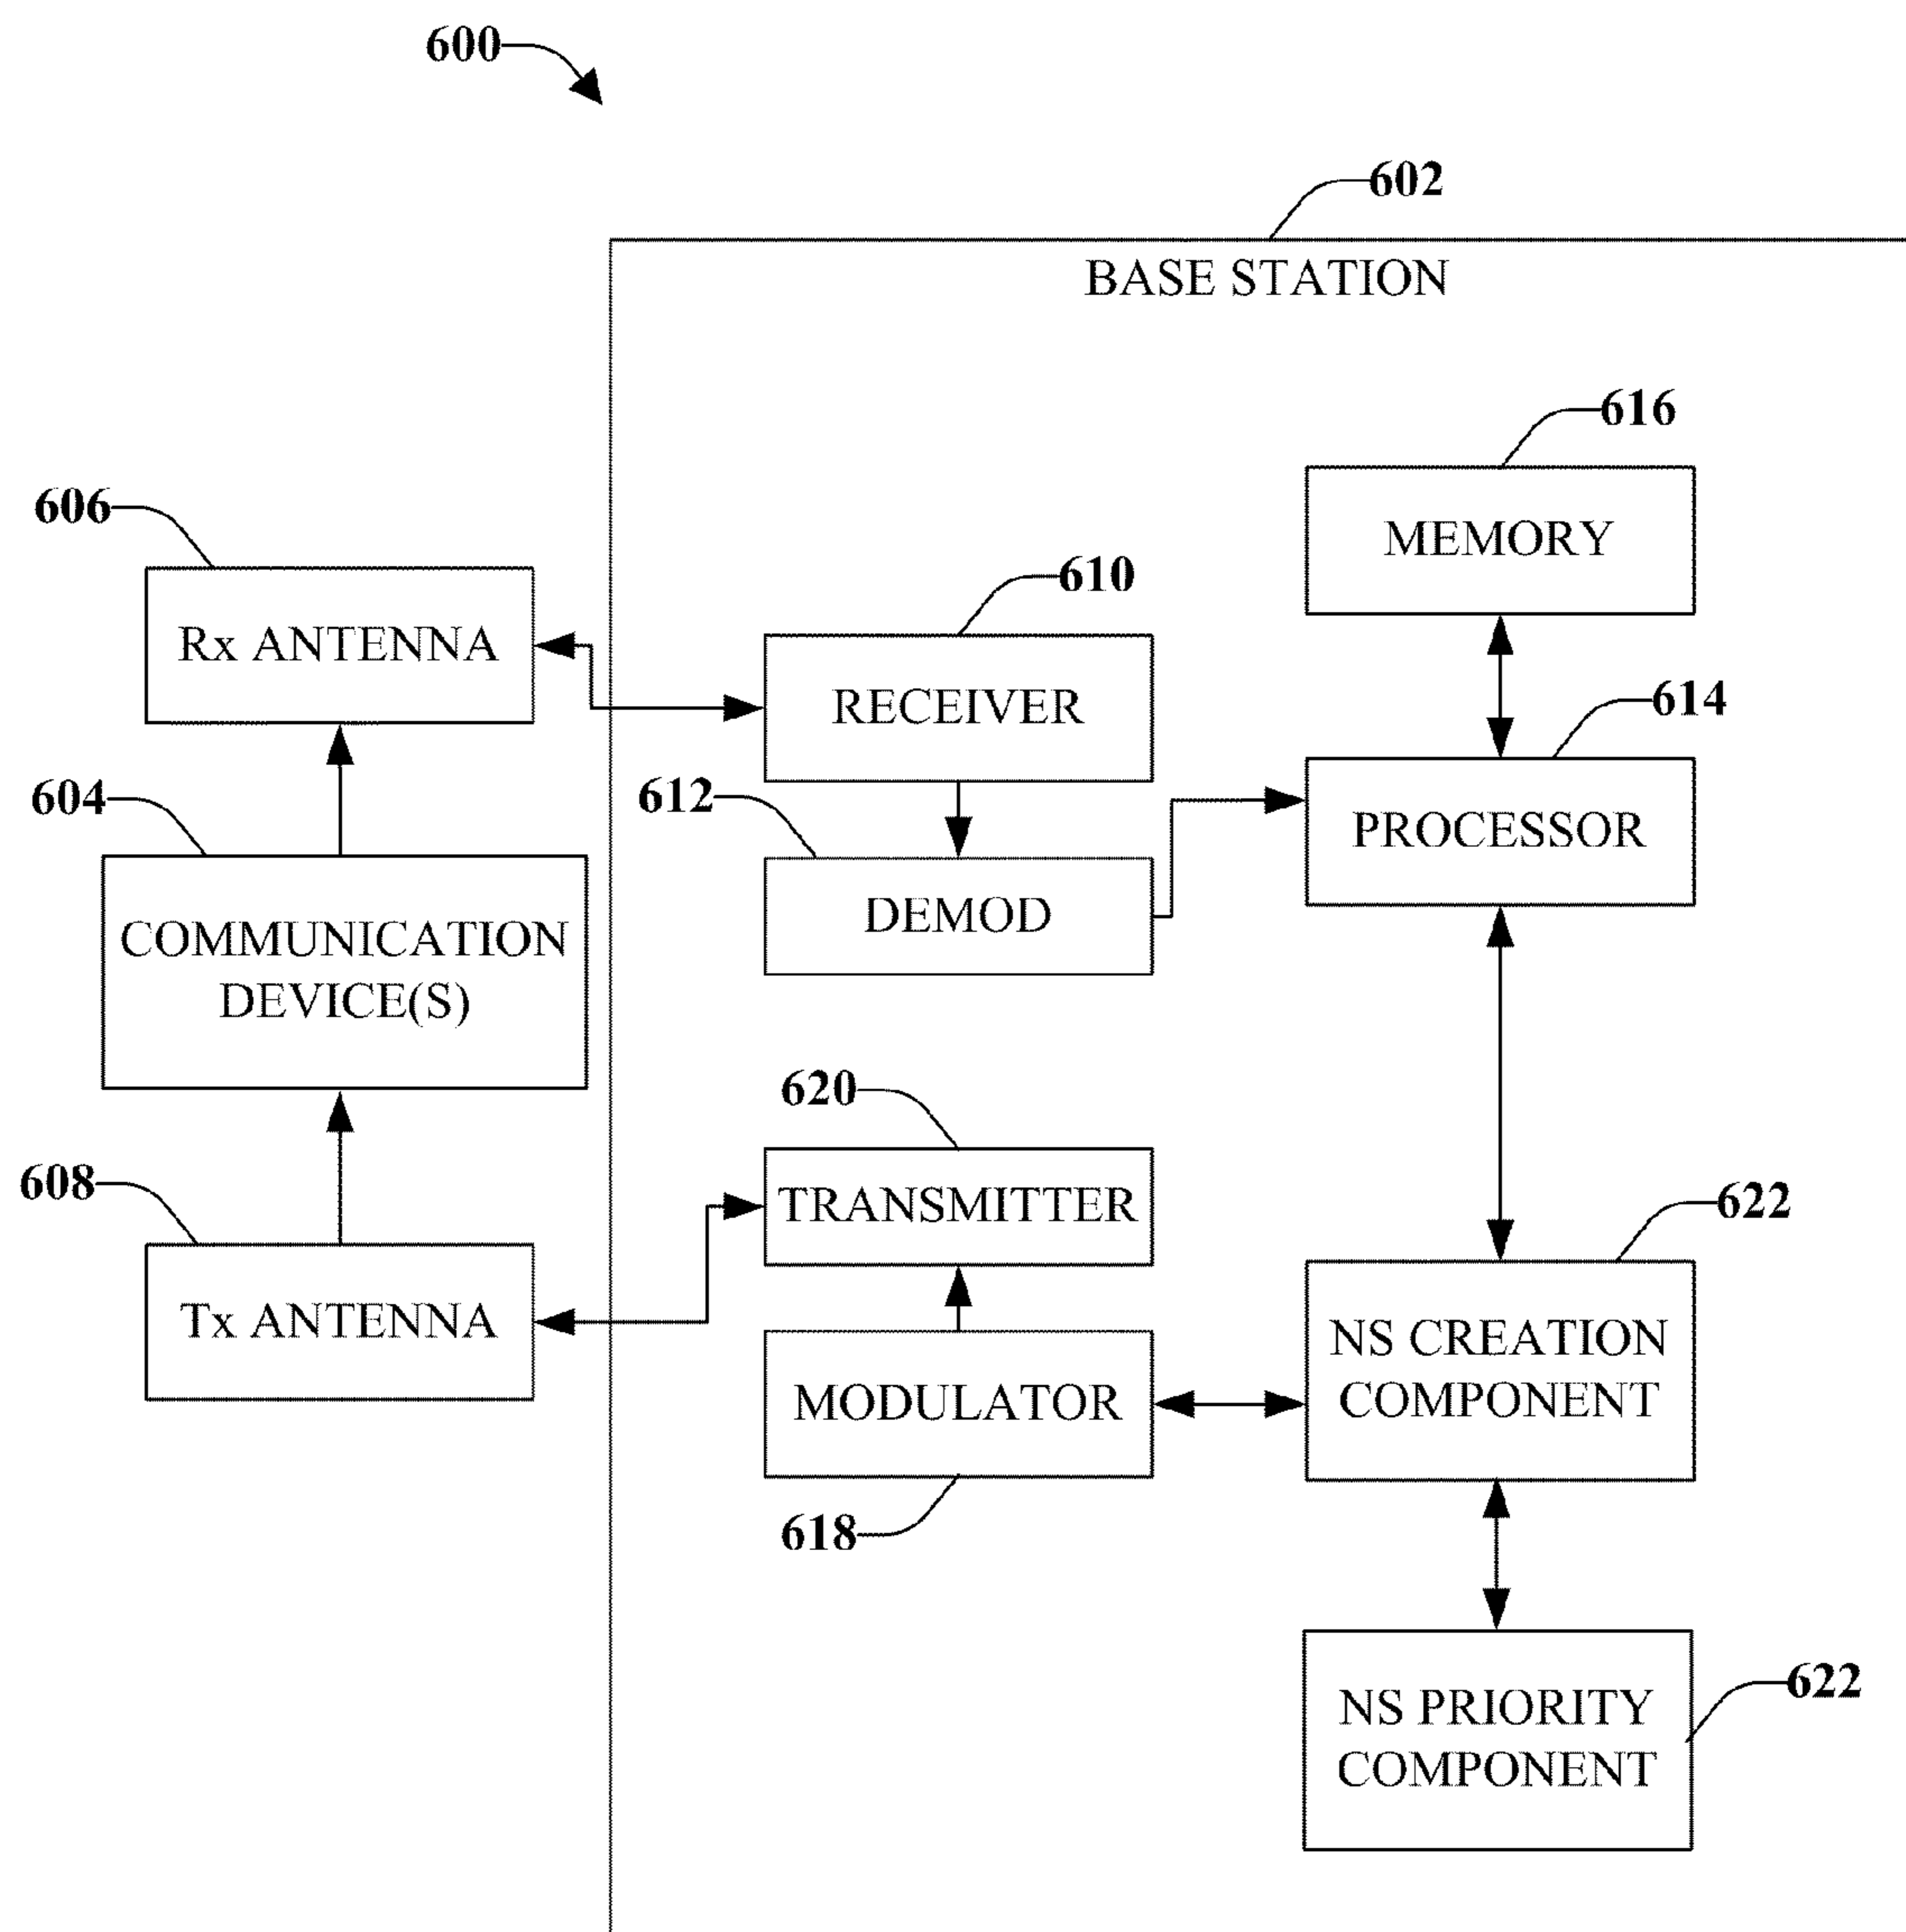 600
602
BASE STATION
616
MEMORY
606
Rx ANTENNA
610
RECEIVER
614
PROCESSOR
604
COMMUNICATION
DEVICE(S)
612
DEMOD
620
TRANSMITTER
608
Tx ANTENNA
622
NS CREATION
COMPONENT
MODULATOR
618
NS PRIORITY
COMPONENT
622